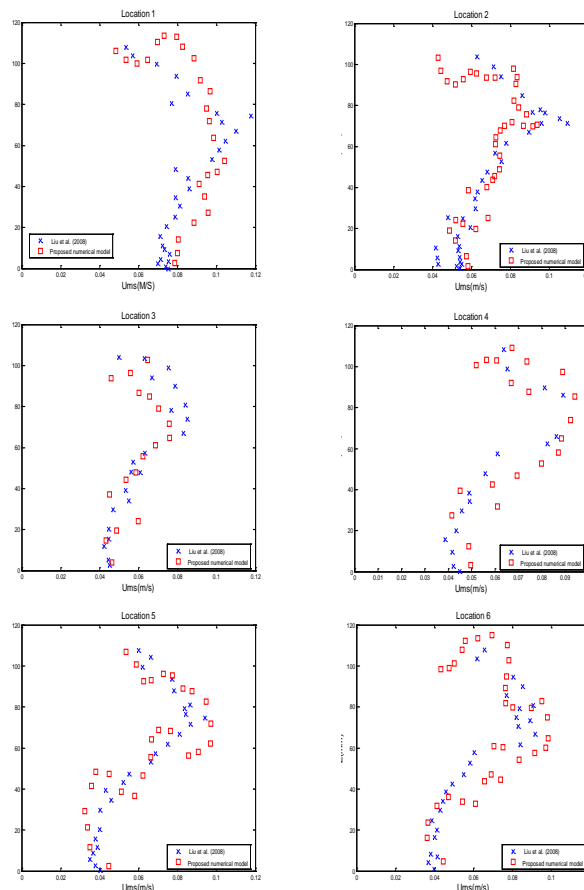 Location 1
120
100
80
60
40
20
0
Liu et al. (2008)
Proposed numerical model
0 0.02 0.04 0.06 0.08 0.1 0.12
Ums(M/S)
Location 2
120
100
80
60
40
20
0
Liu et al. (2008)
Proposed numerical model
0 0.02 0.04 0.06 0.08 0.1
Ums(m/s)
Location 3
120
100
80
60
40
20
0
Liu et al. (2008)
Proposed numerical model
0 0.02 0.04 0.06 0.08 0.1 0.12
Ums(m/s)
Location 4
120
100
80
60
40
20
0
Liu et al. (2008)
Proposed numerical model
0 0.01 0.01 0.03 0.04 0.05 0.06 0.07 0.08 0.09
Ums(m/s)
Location 5
120
100
80
60
40
20
0
Liu et al. (2008)
Proposed numerical model
0 0.02 0.04 0.06 0.08 0.1 0.12
Ums(m/s)
Location 6
120
100
80
60
40
20
0
Liu et al. (2008)
Proposed numerical model
0 0.02 0.04 0.06 0.08 0.1
Ums(m/s)